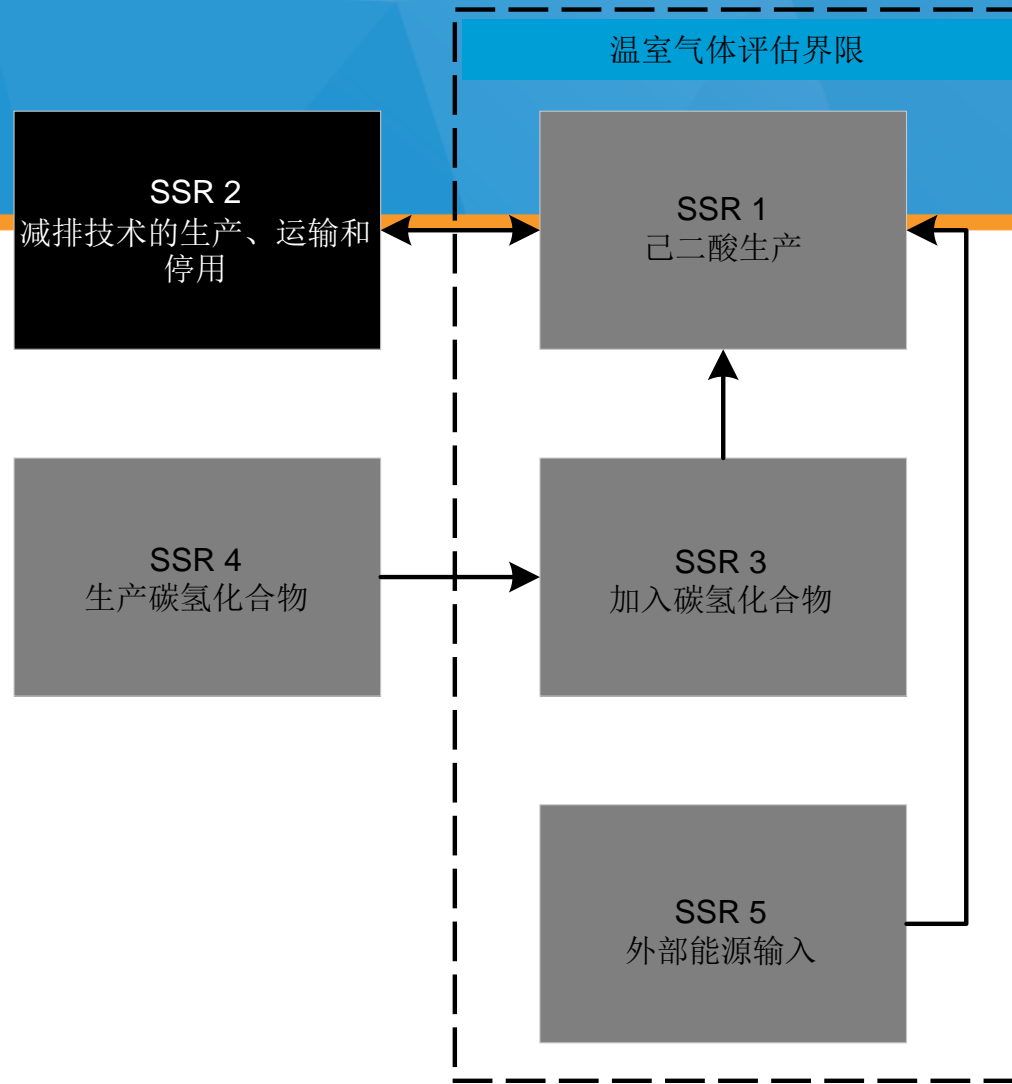 温室气体评估界限
SSR 2
减排技术的生产、运输和
停用
SSR 1
己二酸生产
SSR 4
生产碳氢化合物
SSR 3
加入碳氢化合物
SSR 5
外部能源输入